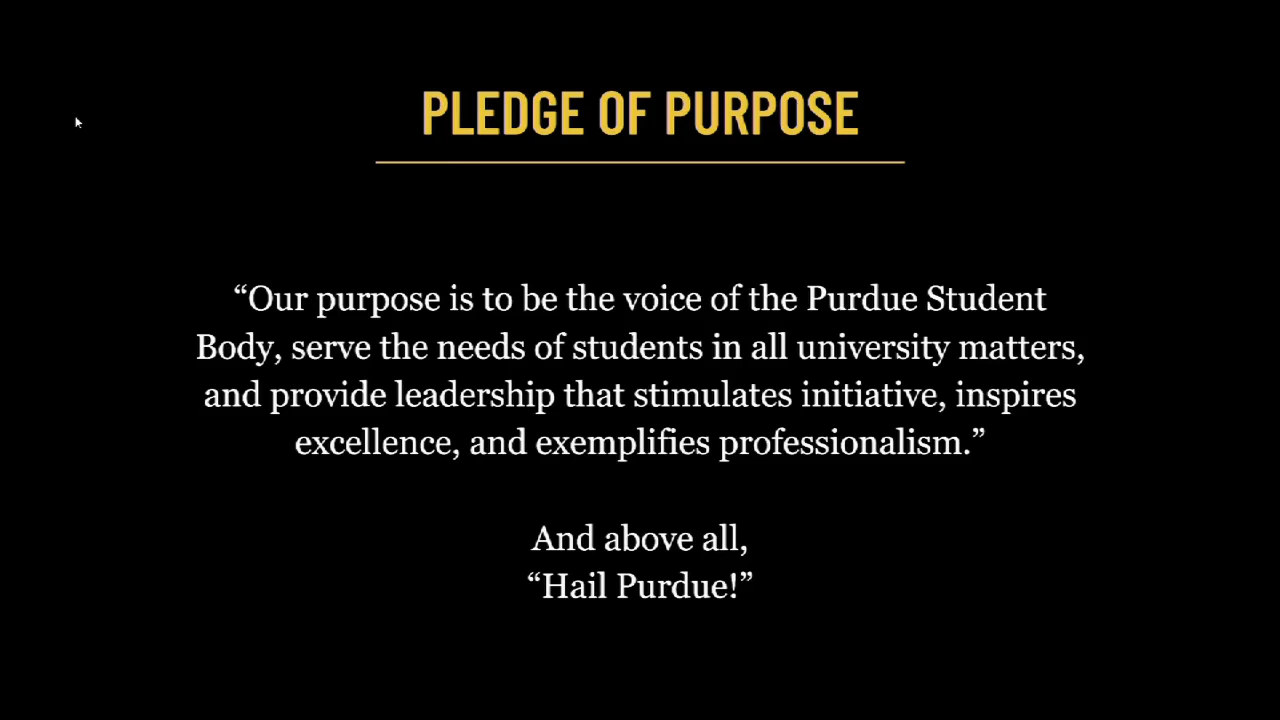 PLEDGE OF PURPOSE
“Our purpose is to be the voice of the Purdue Student
Body, serve the needs of students in all university matters,
and provide leadership that stimulates initiative, inspires
excellence, and exemplifies professionalism.”
And above all,
“Hail Purdue!”